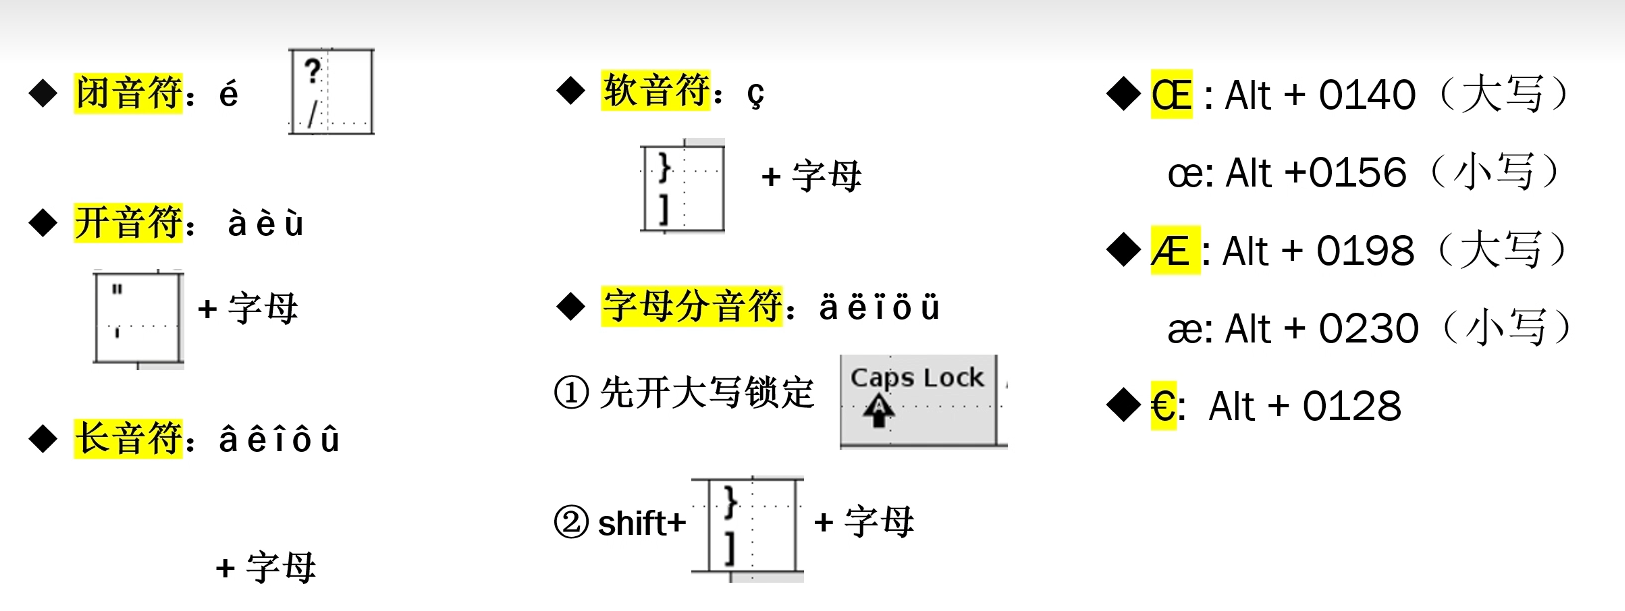 ◆ 闭音符：é
?
/
◆ 开音符： à è ù
"
'
+ 字母
◆ 长音符：â ê î ô û
+ 字母
◆ 软音符：ç
}
]
+ 字母
◆ 字母分音符：ä ë ï ö ü
① 先开大写锁定
Caps Lock
A
② shift+
}
]
+ 字母
◆ Œ : Alt + 0140（大写）
œ: Alt +0156（小写）
◆ Æ : Alt + 0198（大写）
æ: Alt + 0230（小写）
◆ €: Alt + 0128